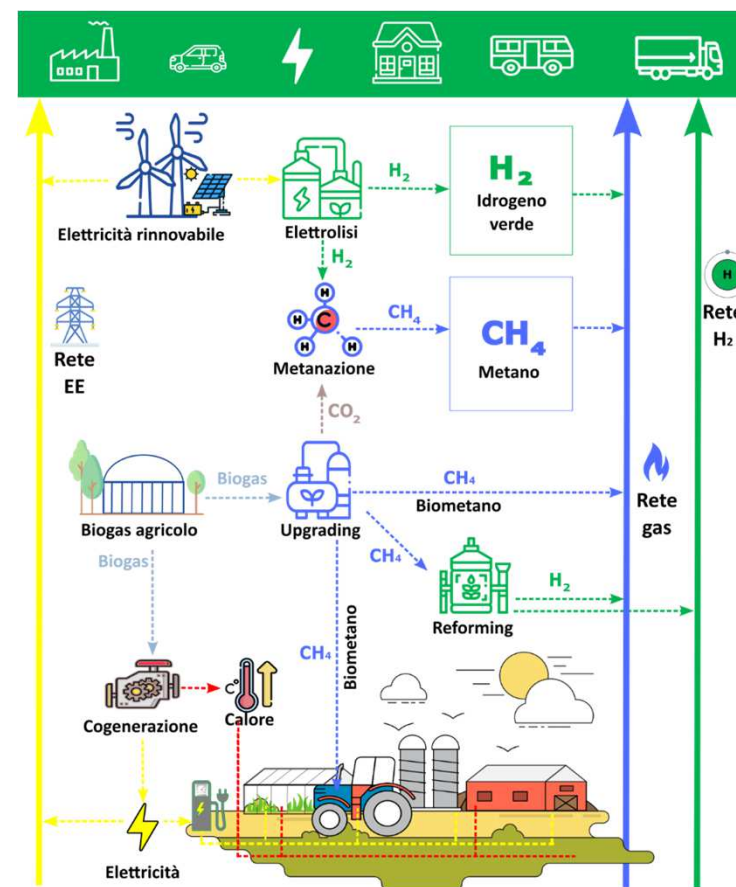 H₂
H₂
Idrogeno
verde
Elettricità rinnovabile
Elettrolisi
H₂
H
H
C
H
H
CH₄
CH₄
Metano
Metanazione
Rete
EE
H
Rete
H₂
CO₂
Biogas
CH₄
Biometano
Biogas agricolo
Upgrading
Rete
gas
Biogas
CH₄
H₂
Reforming
CH₄
Biometano
C°
Cogenerazione
Calore
Elettricità